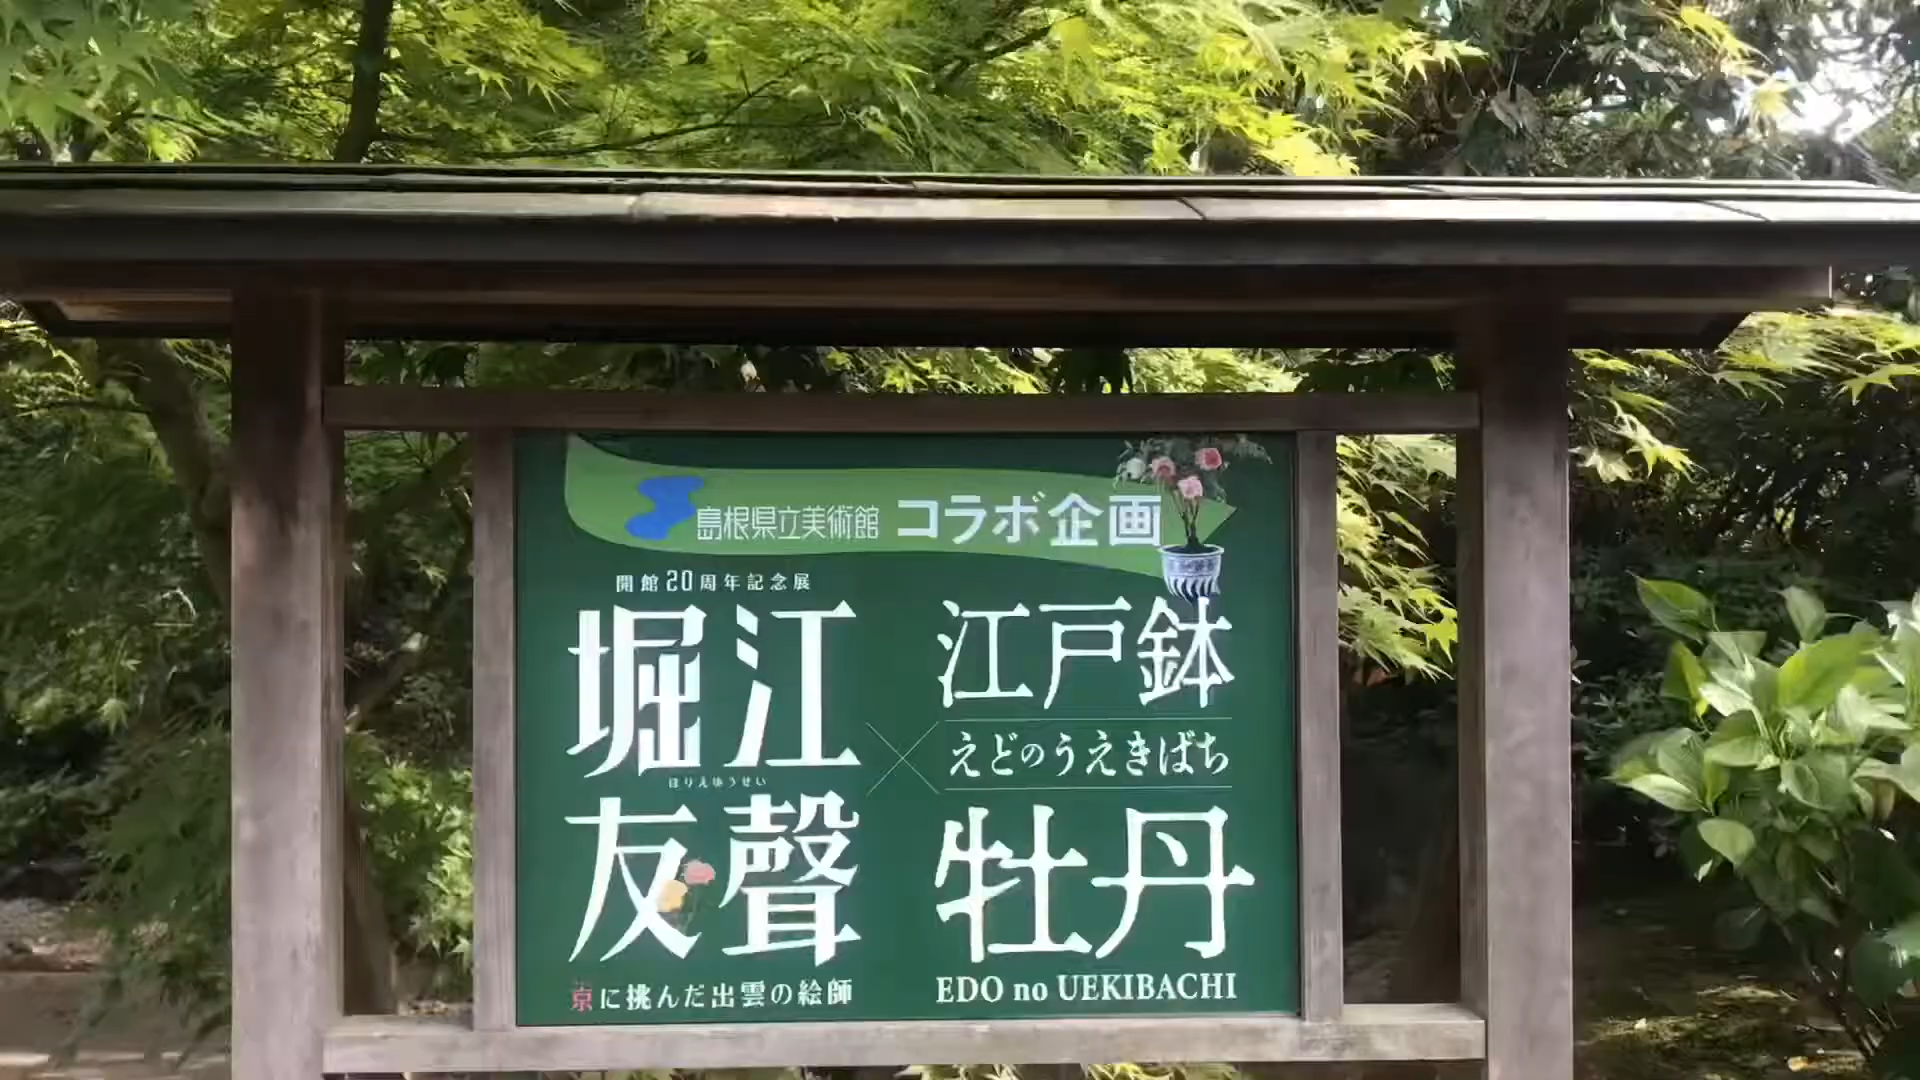 島根県立美術館 コラボ企画
開館20周年記念展
堀江
ほりえゆうせい
友聲
京に挑んだ出雲の絵師
江戸鉢
えどのうえきばち
牡丹
EDO no UEKIBACHI